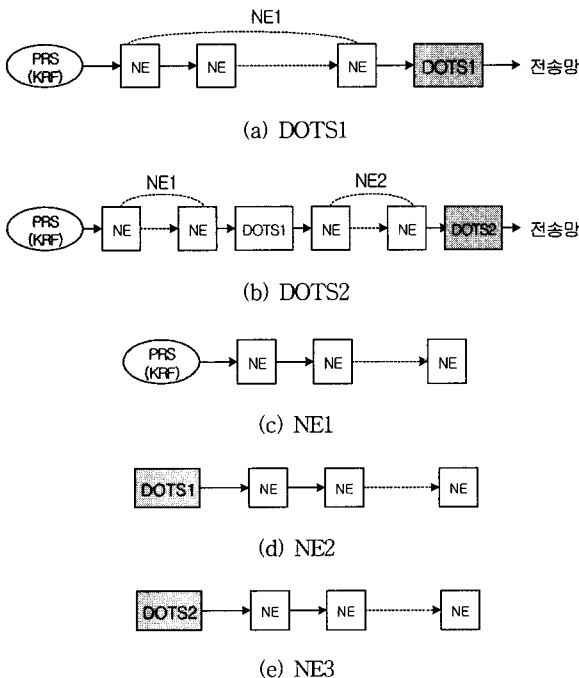 NE1
PRS
(KRF)
NE
NE
NE
DOTS1
전송망
(a) DOTS1
NE1
NE2
PRS
(KRF)
NE
NE
DOTS1
NE
NE
DOTS2
전송망
(b) DOTS2
PRS
(KRF)
NE
NE
NE
(c) NE1
DOTS1
NE
NE
NE
(d) NE2
DOTS2
NE
NE
NE
(e) NE3